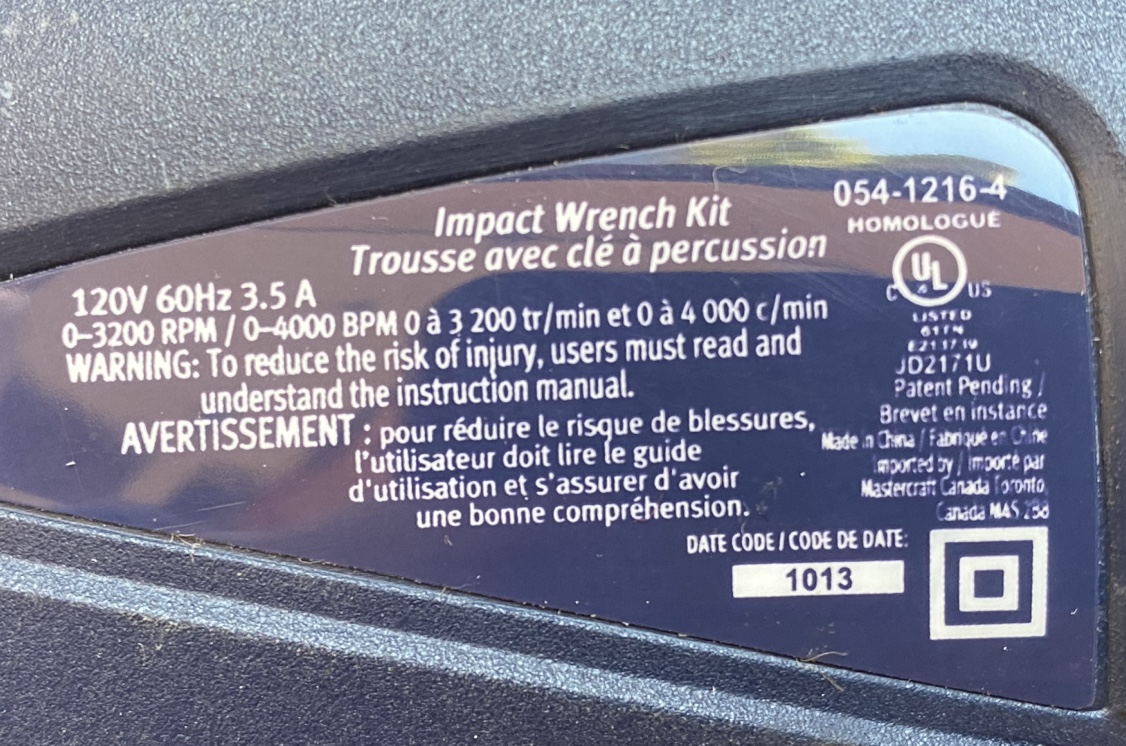 Impact Wrench Kit
Trousse avec clé à percussion
120V 60Hz 3.5 A
0–3200 RPM / 0–4000 BPM 0 à 3 200 tr/min et 0 à 4 000 c/min
WARNING: To reduce the risk of injury, users must read and
understand the instruction manual.
AVERTISSEMENT : pour réduire le risque de blessures,
l'utilisateur doit lire le guide
d'utilisation et s'assurer d'avoir
une bonne compréhension.
054-1216-4
HOMOLOGUÉ
UL
C US
LISTED
JD2171U
Patent Pending /
Brevet en instance
Made in China / Fabriqué en Chine
Imported by / Importé par
Mastercraft Canada Toronto
Canada
DATE CODE / CODE DE DATE:
1013